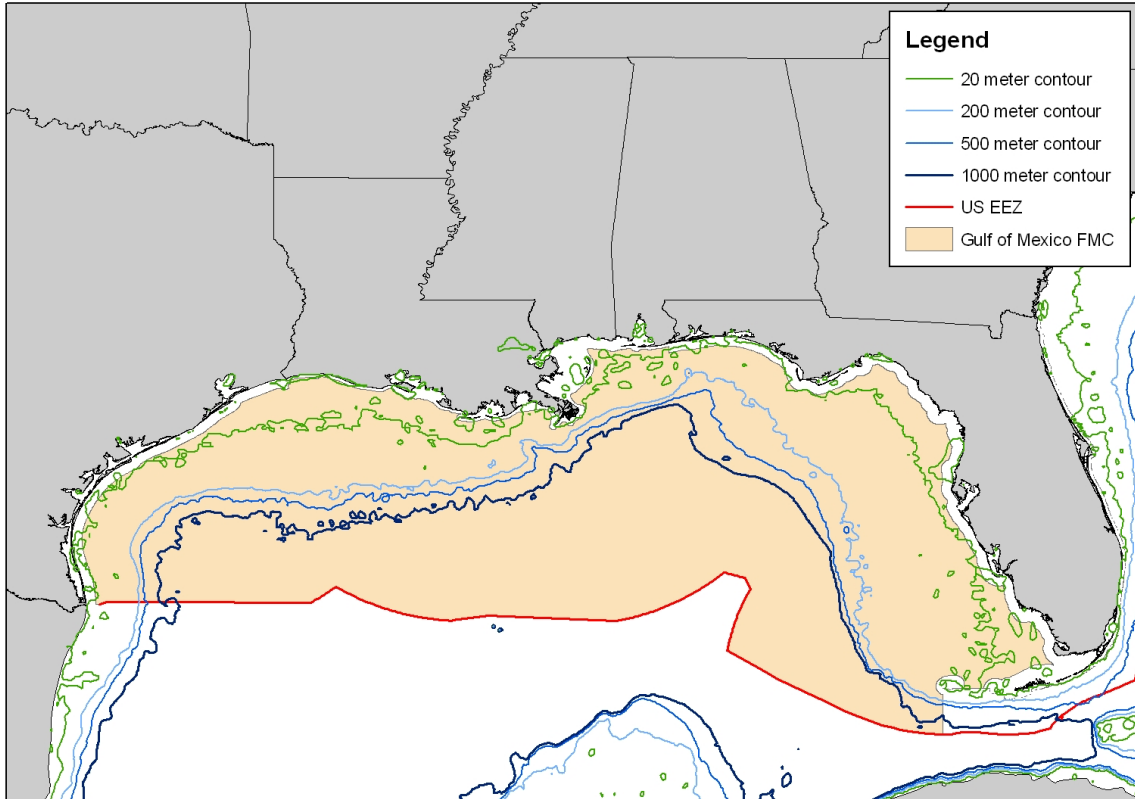 Legend
20 meter contour
200 meter contour
500 meter contour
1000 meter contour
US EEZ
Gulf of Mexico FMC